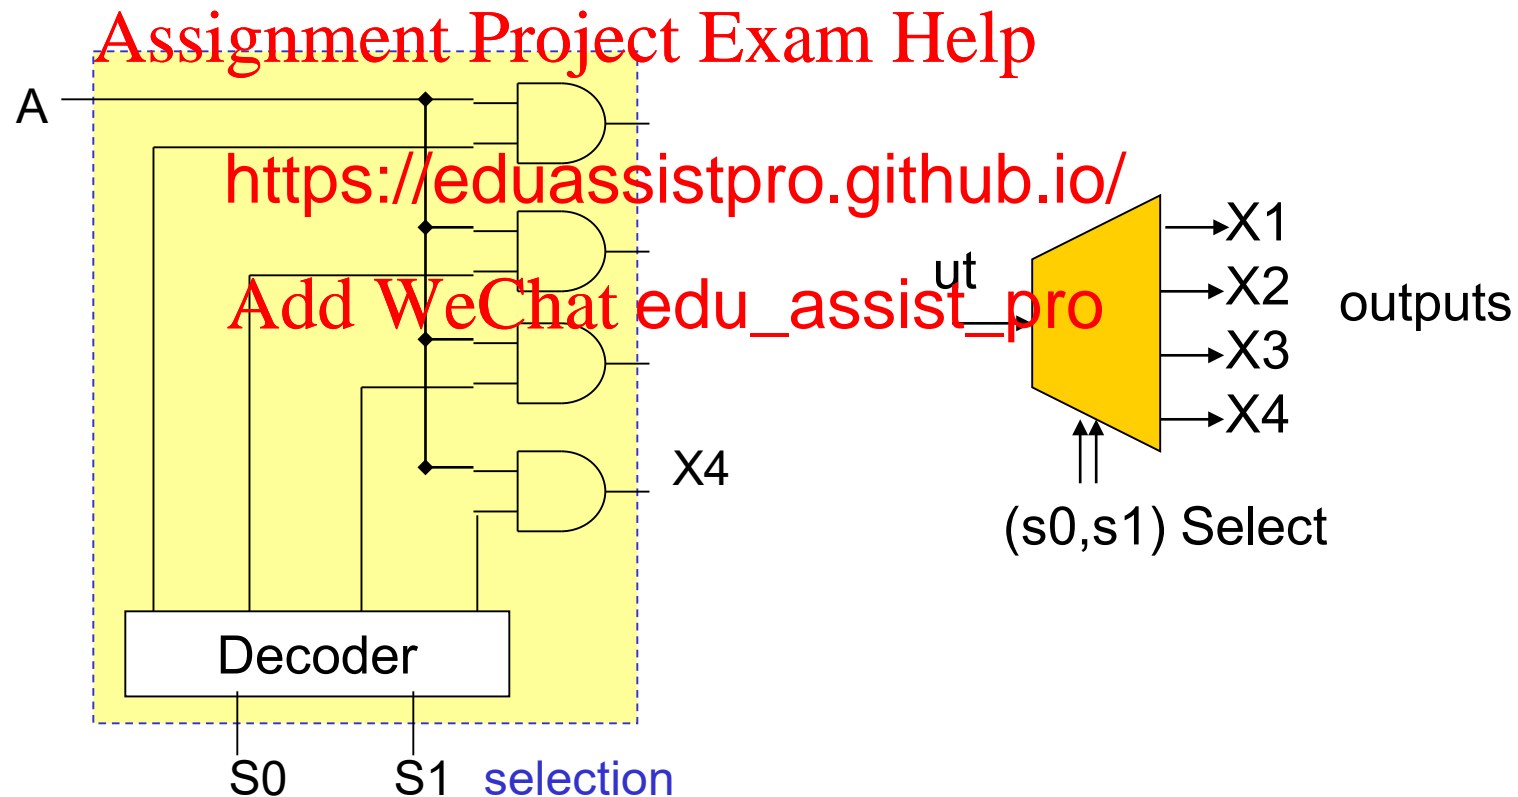 Assignment Project Exam Help
A
https://eduassistpro.github.io/
X1
ut
X2
outputs
Add WeChat edu_assist_pro
X3
X4
X4
(s0,s1) Select
Decoder
S0 S1 selection